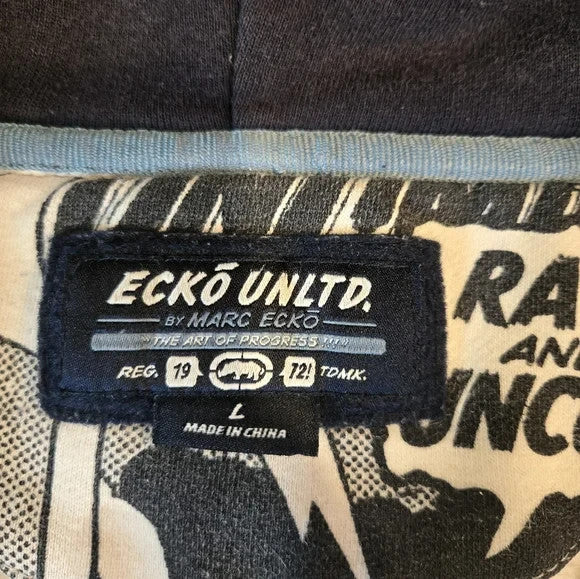 ECKŌ UNLTD.
BY MARC ECKŌ
THE ART OF PROGRESS
REG. 19 72! TDMK.
L
MADE IN CHINA
RA
AN
UNC